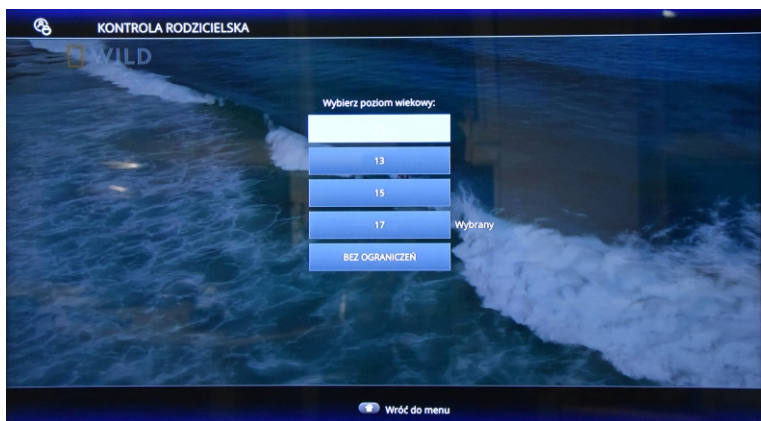 KONTROLA RODZICIELSKA
WILD
Wybierz poziom wiekowy:
13
15
17 Wybrany
BEZ OGRANICZEŃ
Wróć do menu